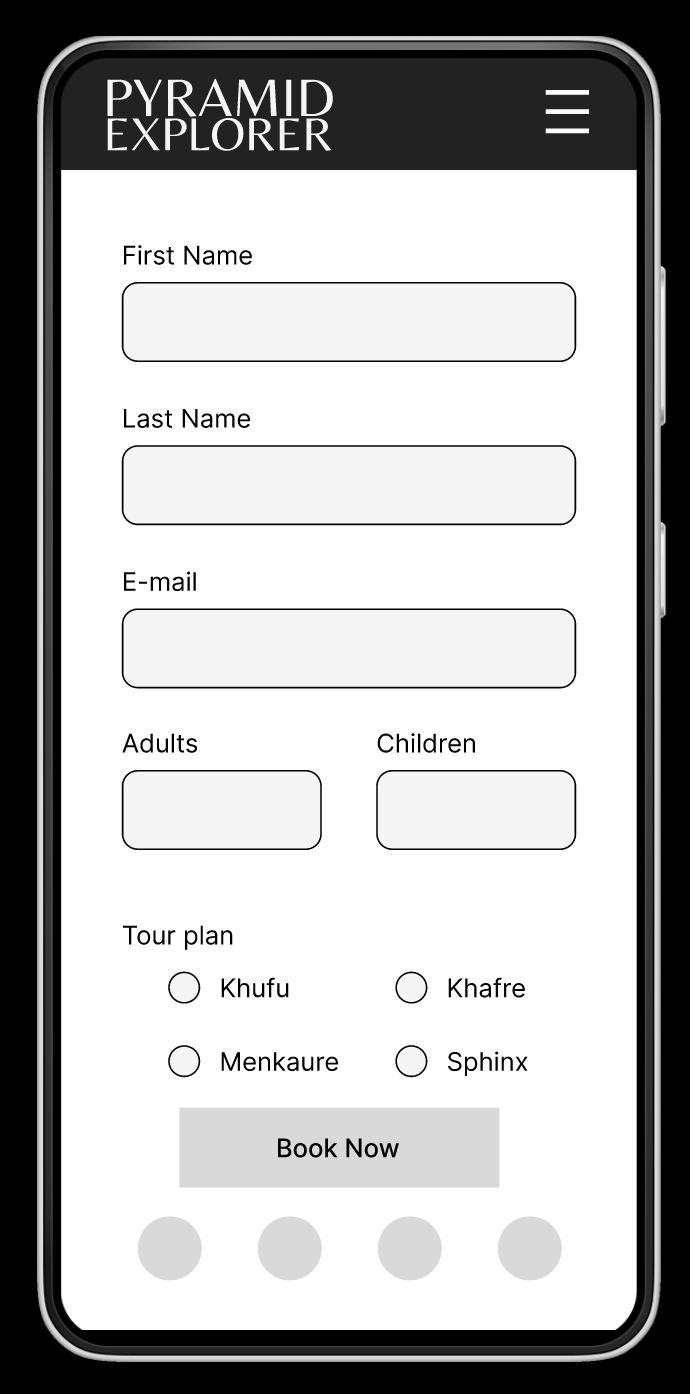 PYRAMID
EXPLORER
First Name
Last Name
E-mail
Adults Children
Tour plan
Khufu Khafre
Menkaure Sphinx
Book Now